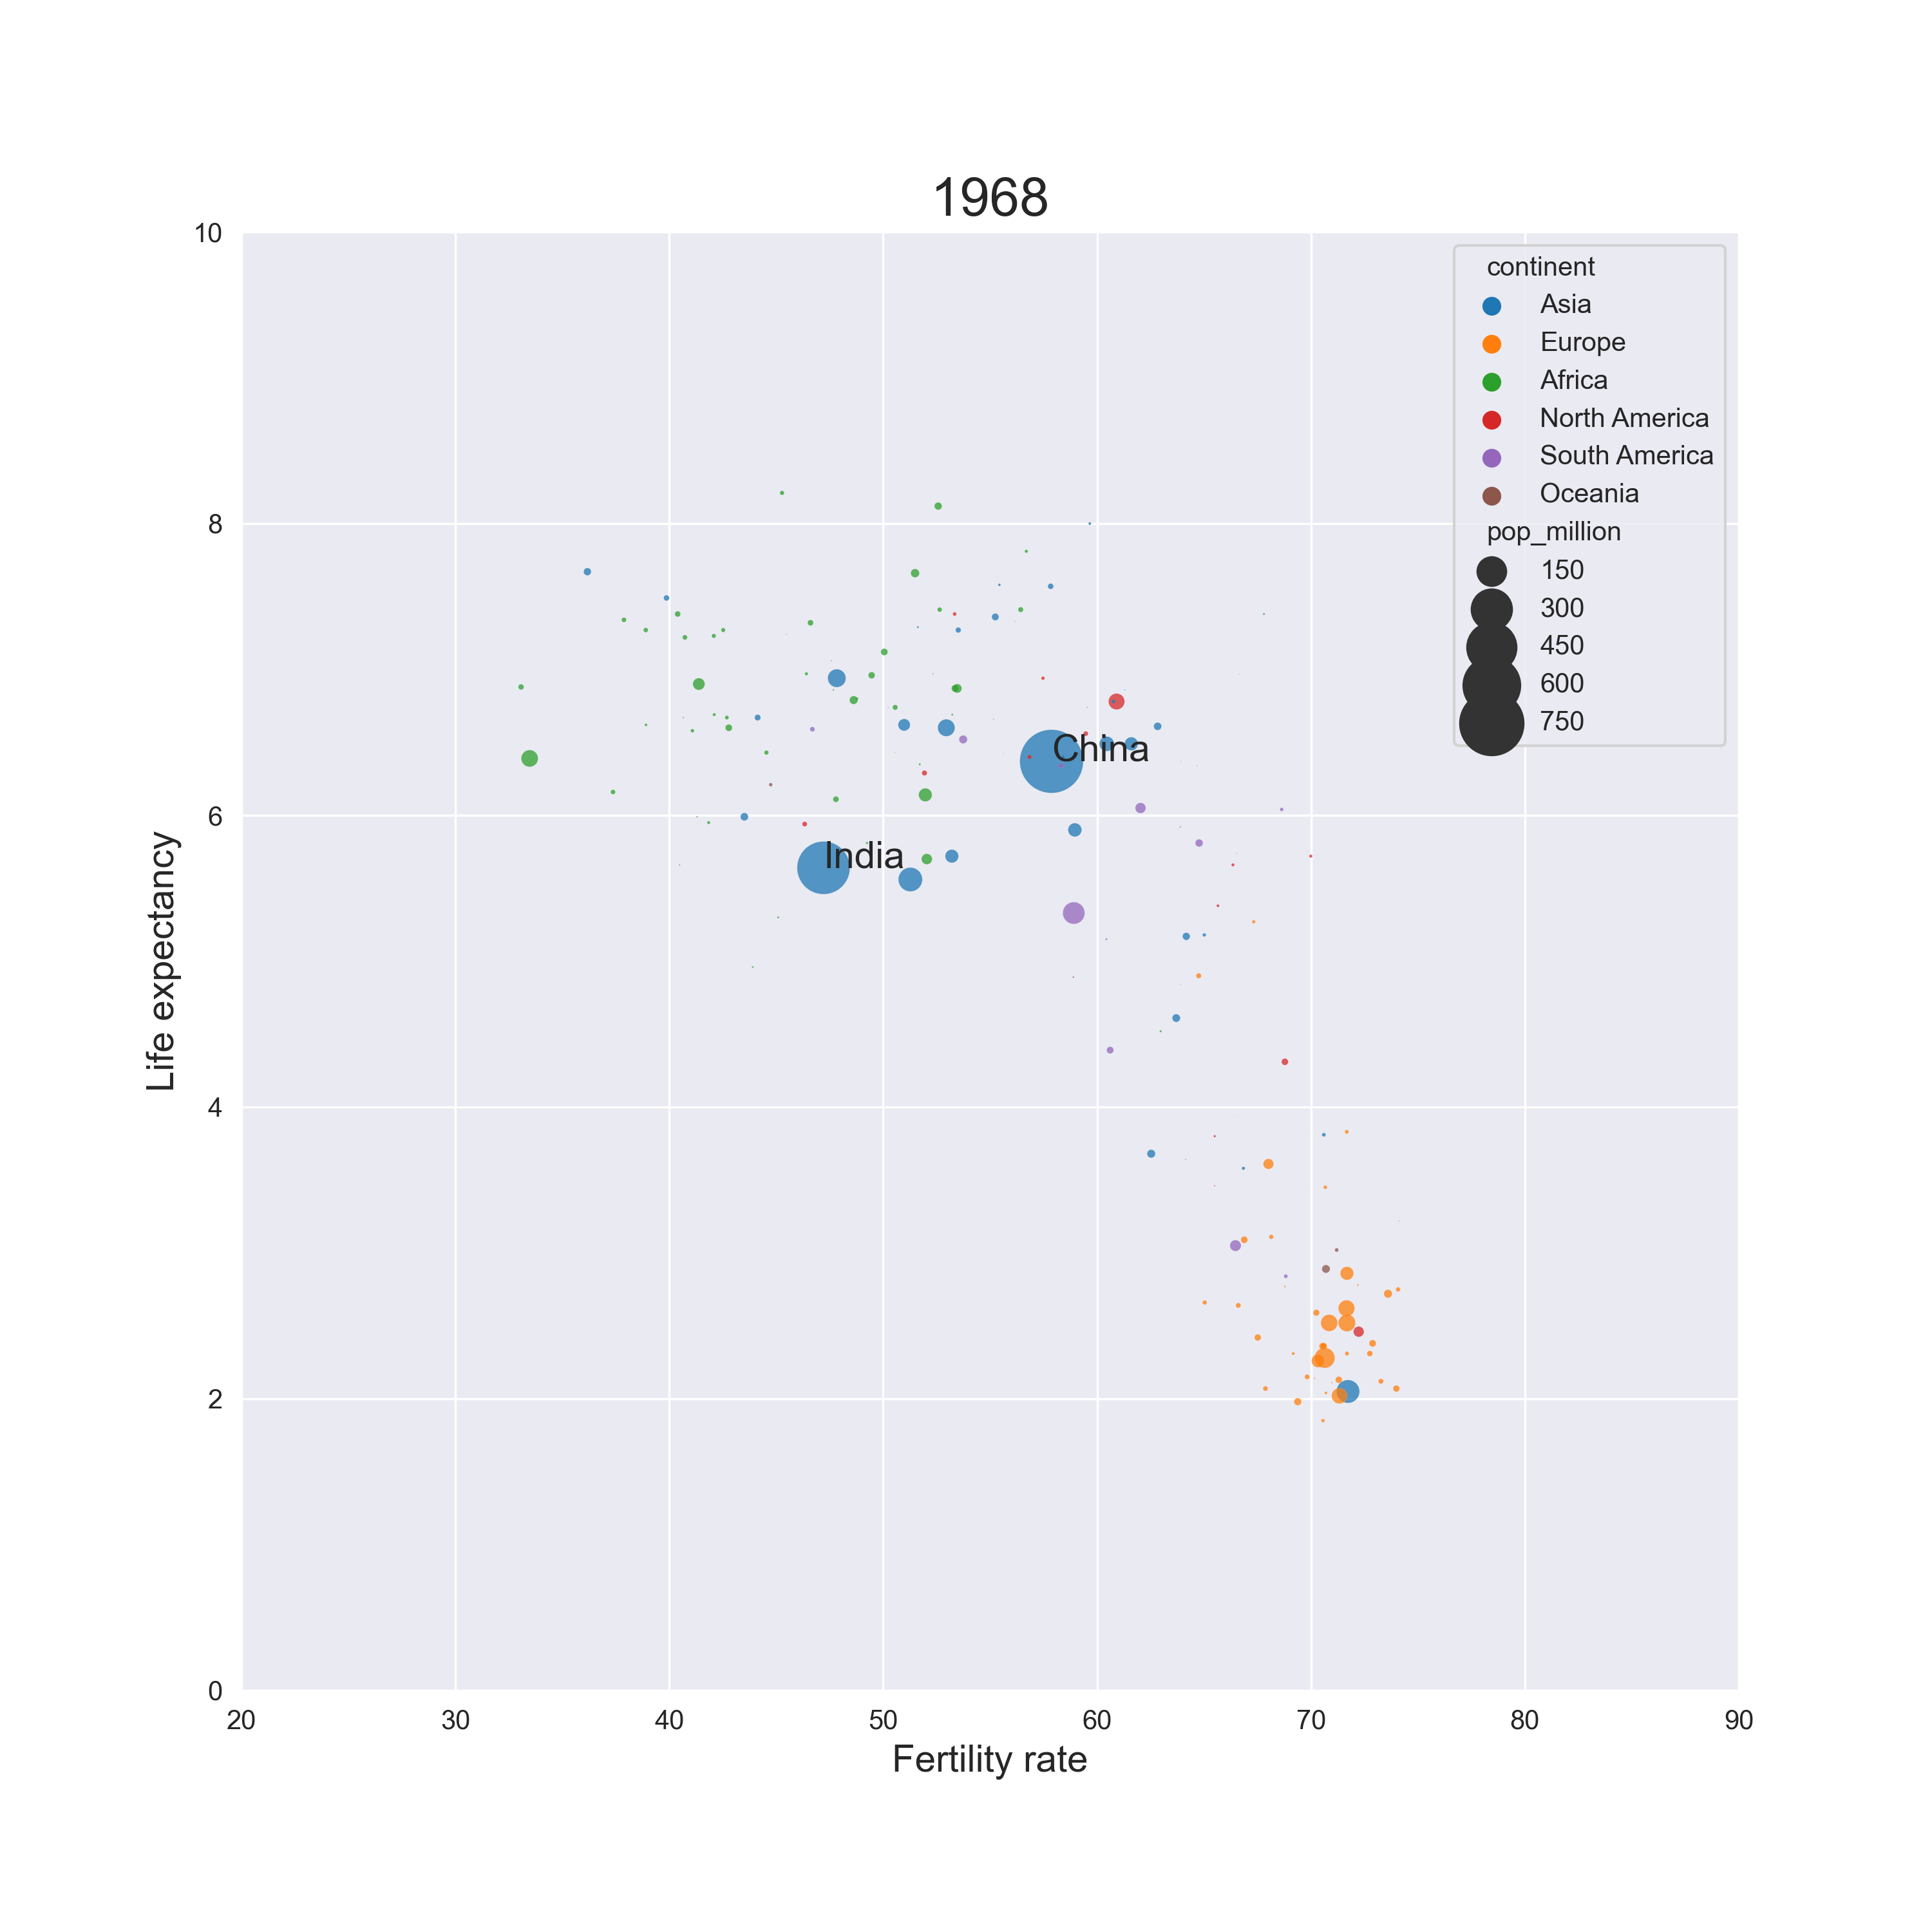 1968
10
8
6
4
2
0
Life expectancy
20 30 40 50 60 70 80 90
Fertility rate
China
India
continent
Asia
Europe
Africa
North America
South America
Oceania
pop_million
150
300
450
600
750